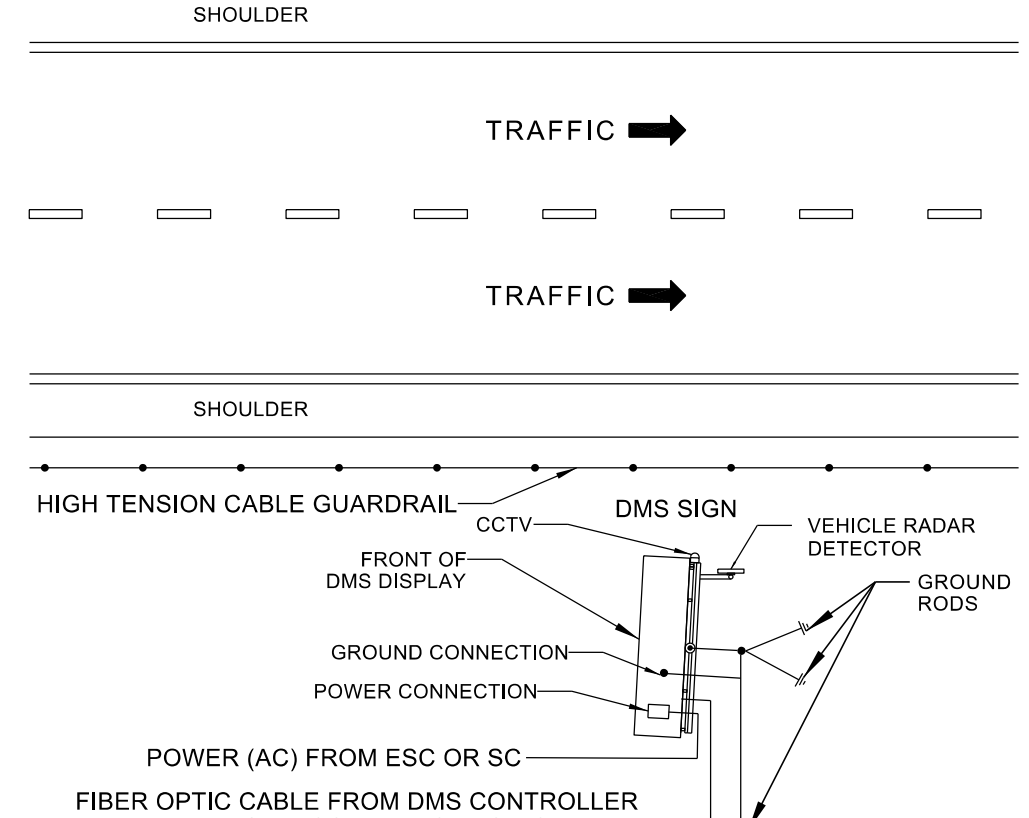 SHOULDER
TRAFFIC
TRAFFIC
SHOULDER
HIGH TENSION CABLE GUARDRAIL
DMS SIGN
CCTV
VEHICLE RADAR
DETECTOR
FRONT OF
DMS DISPLAY
GROUND
RODS
GROUND CONNECTION
POWER CONNECTION
POWER (AC) FROM ESC OR SC
FIBER OPTIC CABLE FROM DMS CONTROLLER